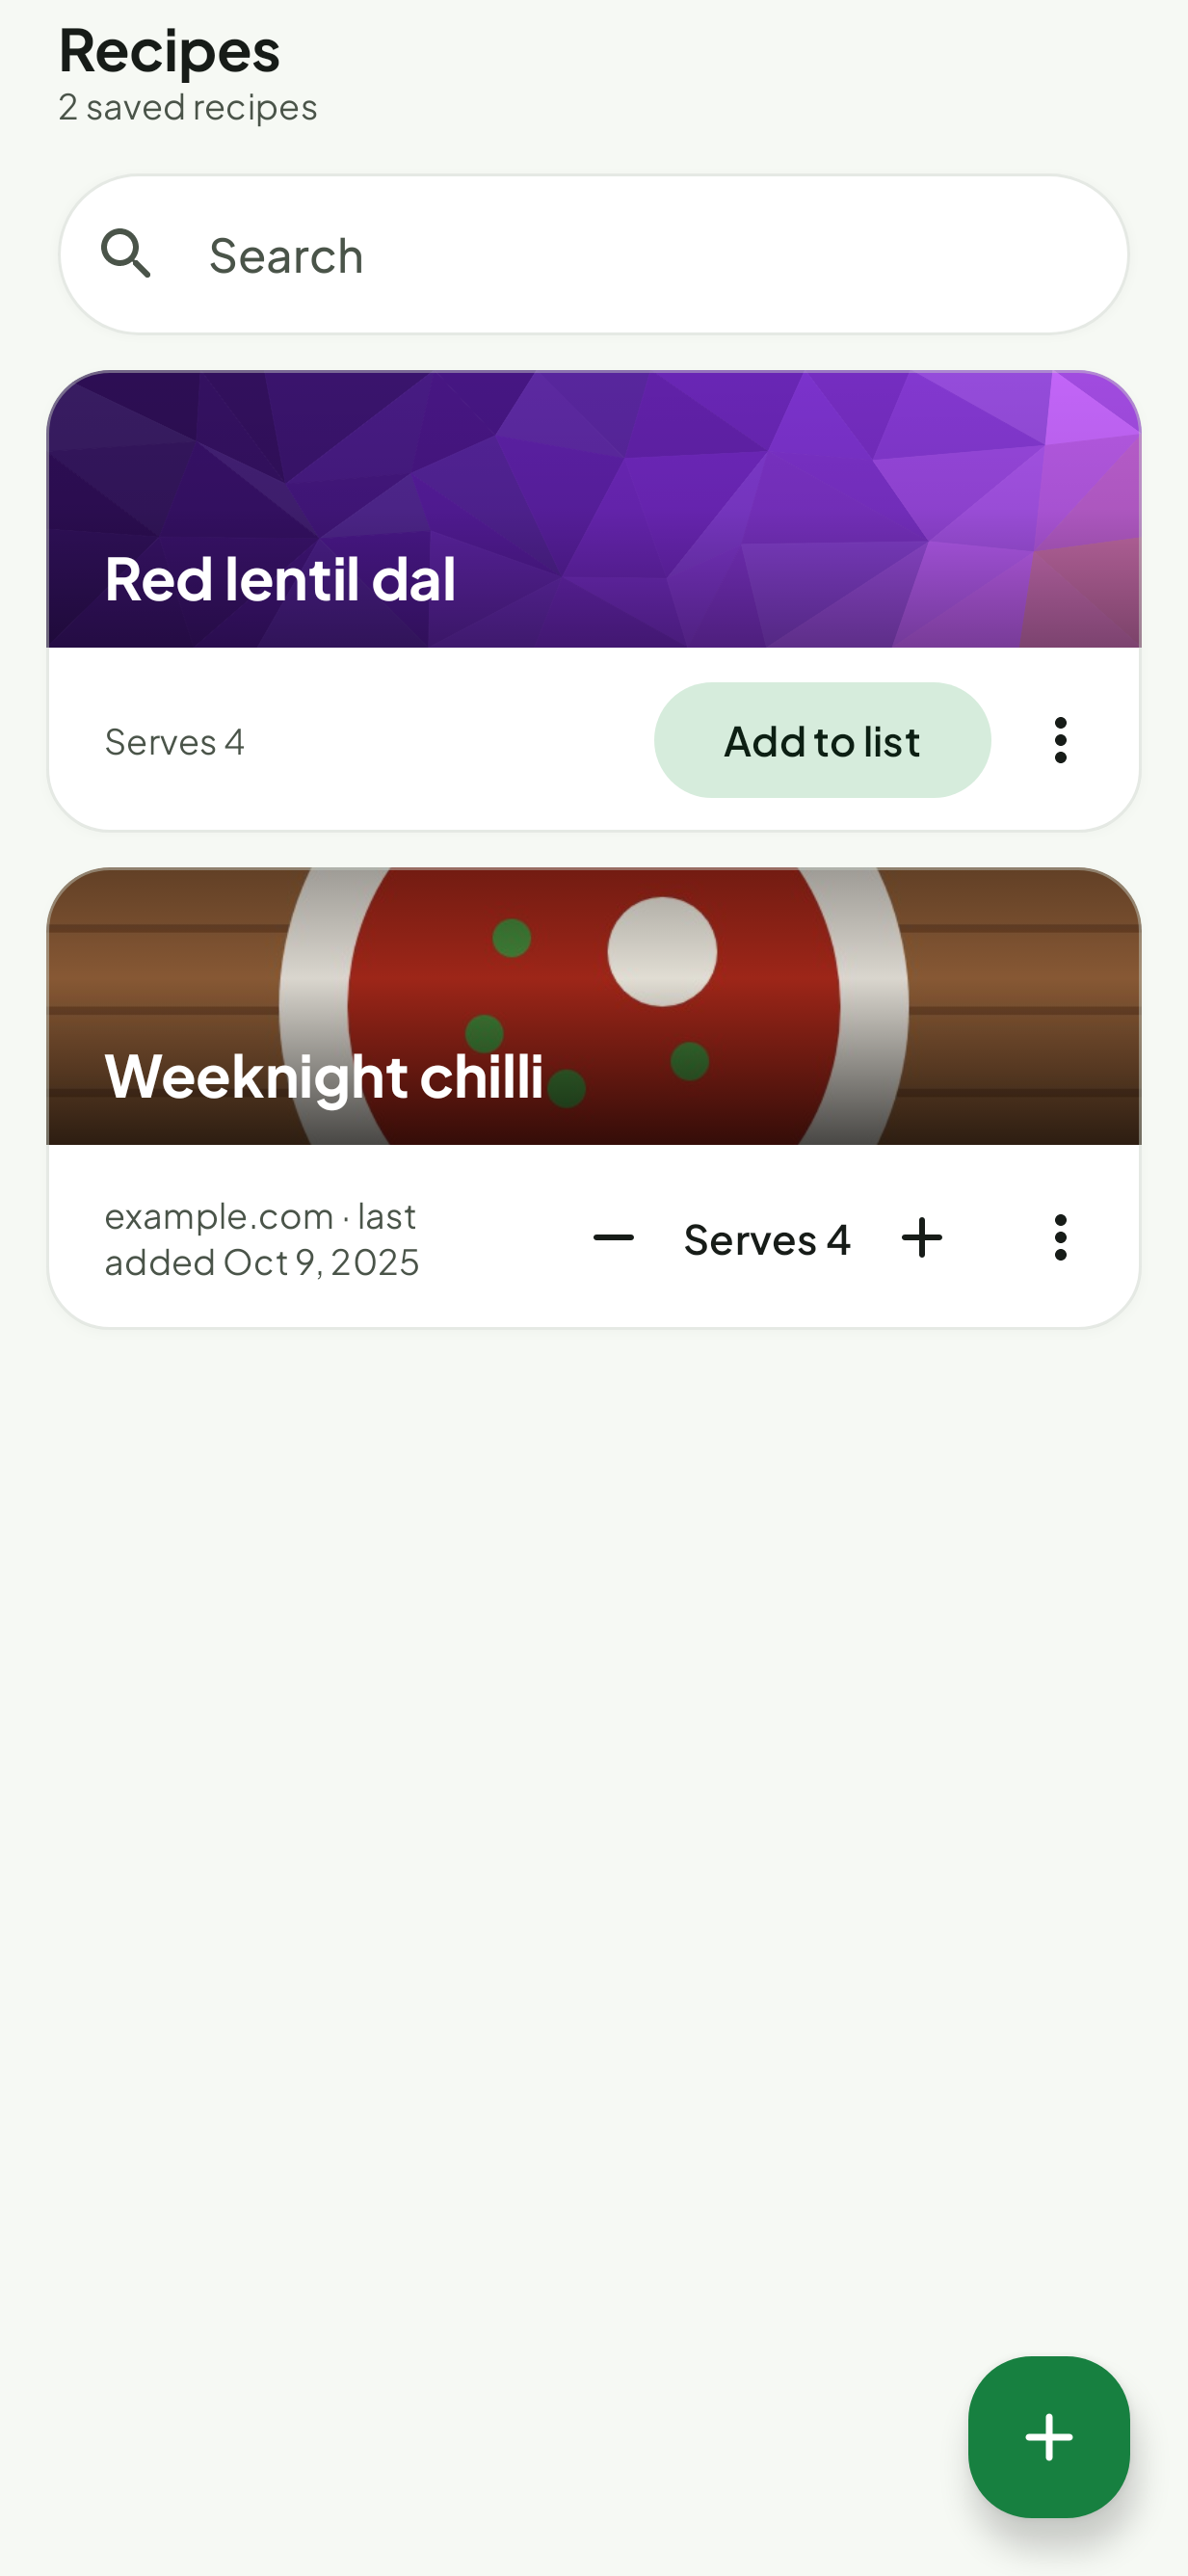 Recipes
2 saved recipes
Search
Red lentil dal
Serves 4
Add to list
Weeknight chilli
example.com · last
added Oct 9, 2025
Serves 4